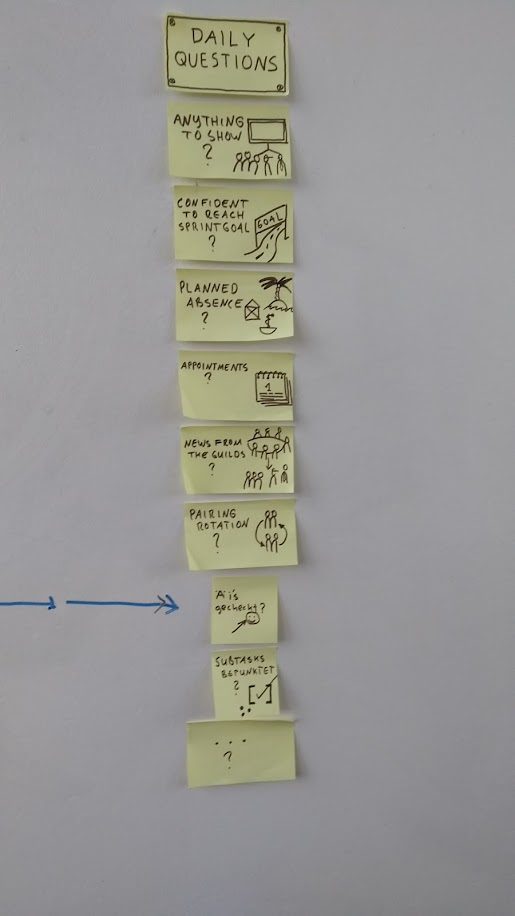 DAILY
QUESTIONS
ANYTHING
TO SHOW
?
CONFIDENT
TO REACH
SPRINTGOAL
?
GOAL
PLANNED
ABSENCE
?
APPOINTMENTS
?
1
NEWS FROM
THE GUILDS
?
PAIRING
ROTATION
?
gecheckt?
SUBTASKS
BEPUNKTET
?
...
?